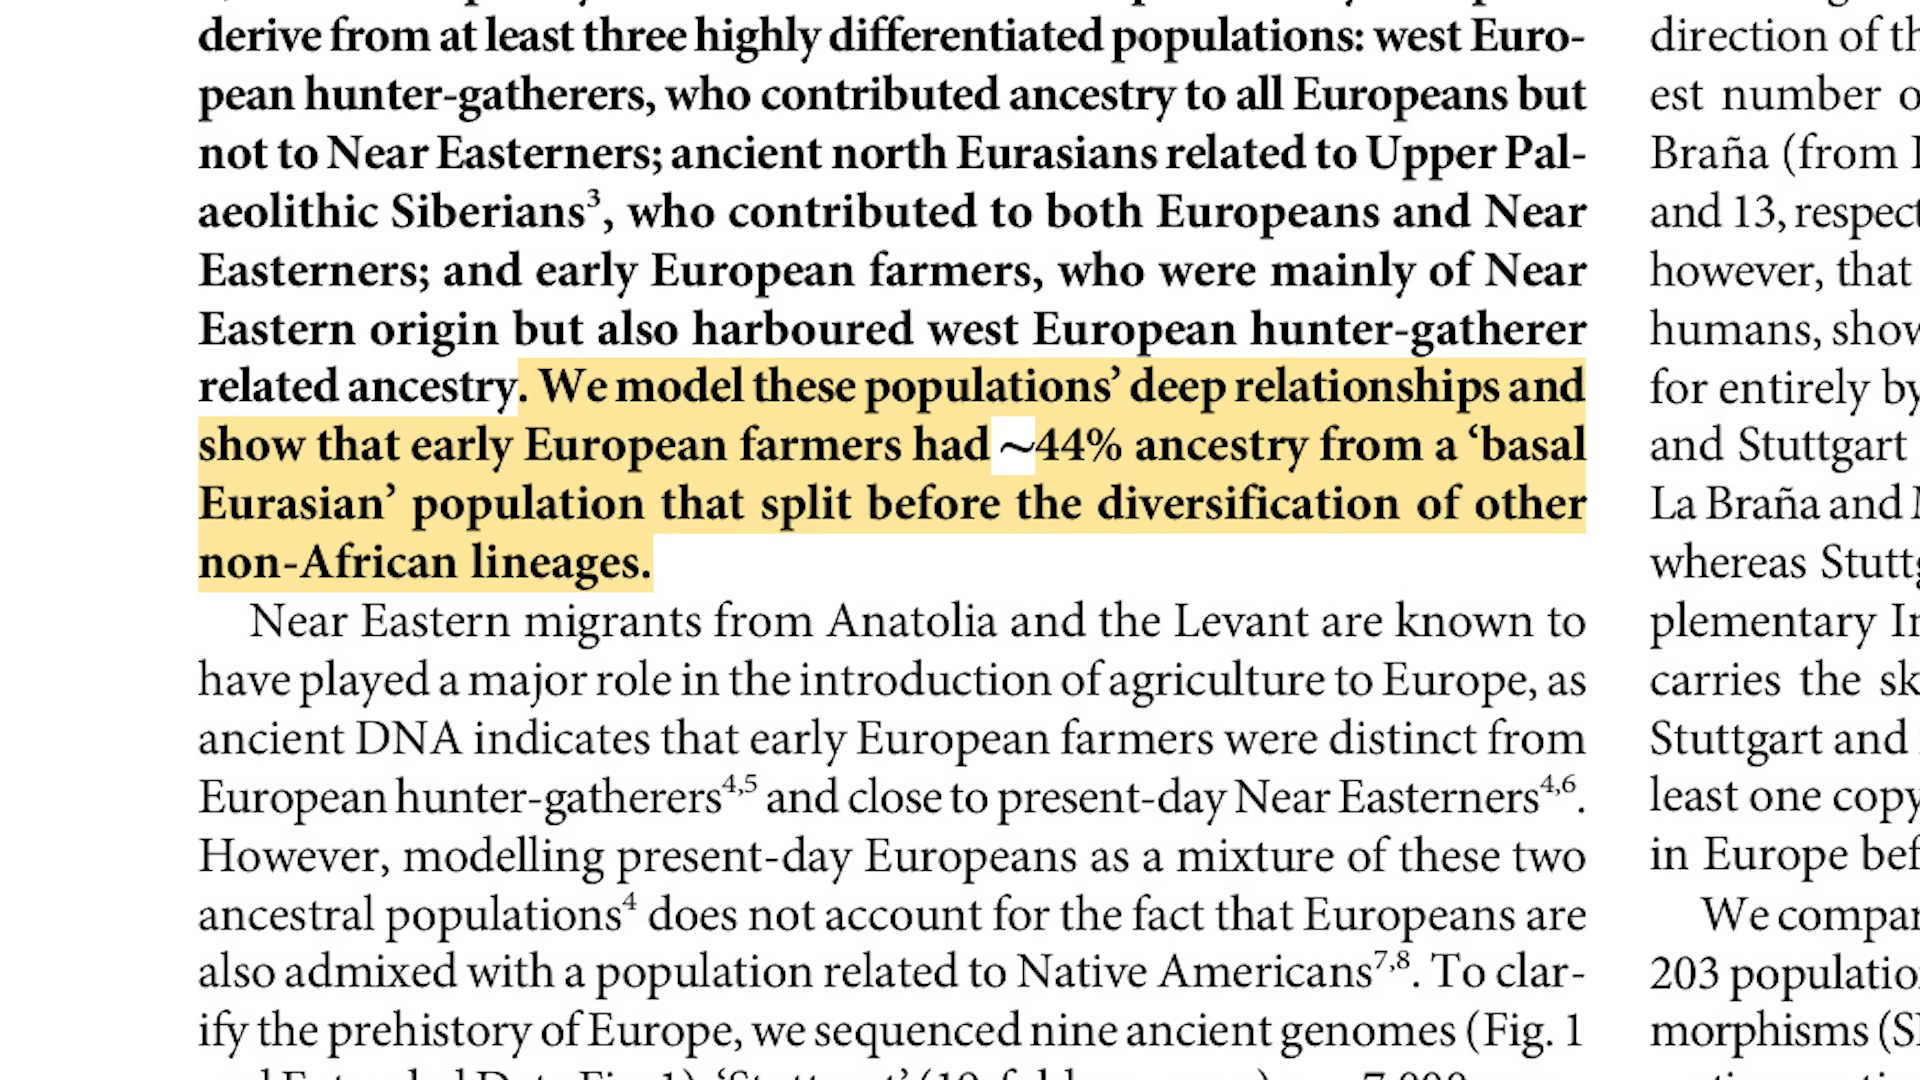 derive from at least three highly differentiated populations: west Euro-
pean hunter-gatherers, who contributed ancestry to all Europeans but
not to Near Easterners; ancient north Eurasians related to Upper Pal-
aeolithic Siberians³, who contributed to both Europeans and Near
Easterners; and early European farmers, who were mainly of Near
Eastern origin but also harboured west European hunter-gatherer
related ancestry. We model these populations’ deep relationships and
show that early European farmers had ~44% ancestry from a ‘basal
Eurasian’ population that split before the diversification of other
non-African lineages.
Near Eastern migrants from Anatolia and the Levant are known to
have played a major role in the introduction of agriculture to Europe, as
ancient DNA indicates that early European farmers were distinct from
European hunter-gatherers⁴,⁵ and close to present-day Near Easterners⁴,⁶.
However, modelling present-day Europeans as a mixture of these two
ancestral populations⁴ does not account for the fact that Europeans are
also admixed with a population related to Native Americans⁷,⁸. To clar-
ify the prehistory of Europe, we sequenced nine ancient genomes (Fig. 1
direction of
est number
Braña (from
and 13,
however, that
humans,
for entirely
and Stuttgart
La Braña and
whereas
plementary
carries the
Stuttgart and
least one copy
in Europe
We
203
morphisms